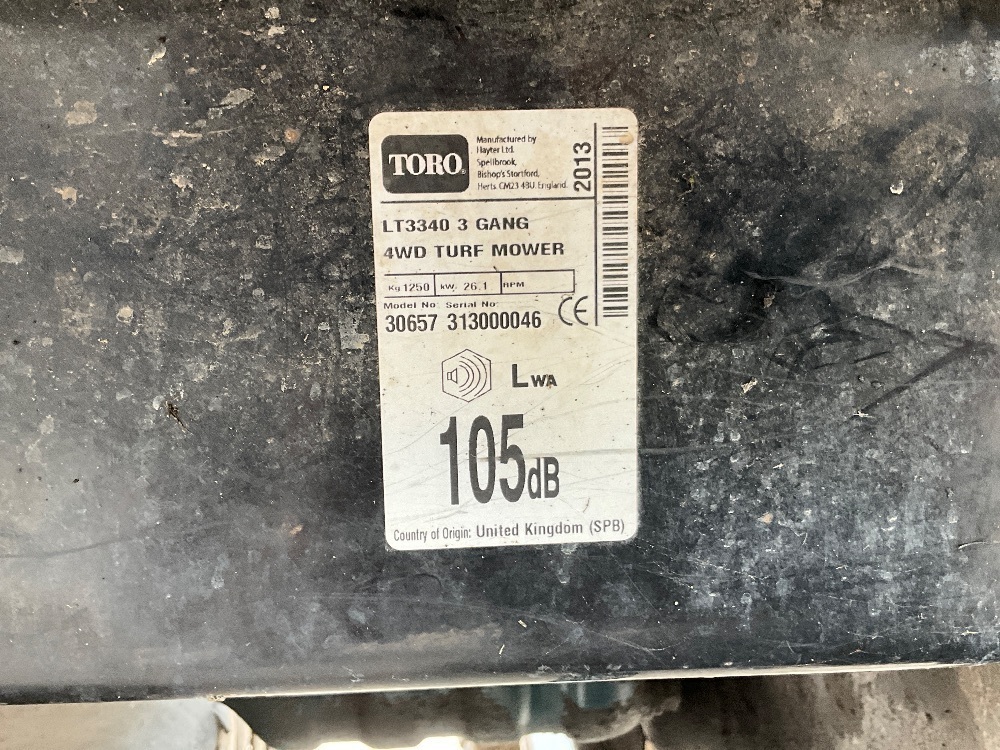 TORO
Manufactured by
Hayter Ltd.
Spellbrook,
Bishop's Stortford,
Herts. CM23 4BU. England.
2013
LT3340 3 GANG
4WD TURF MOWER
Kg 1250 kW. 26.1 RPM
Model No Serial No
30657 313000046 CE
LWA
105dB
Country of Origin: United Kingdom (SPB)